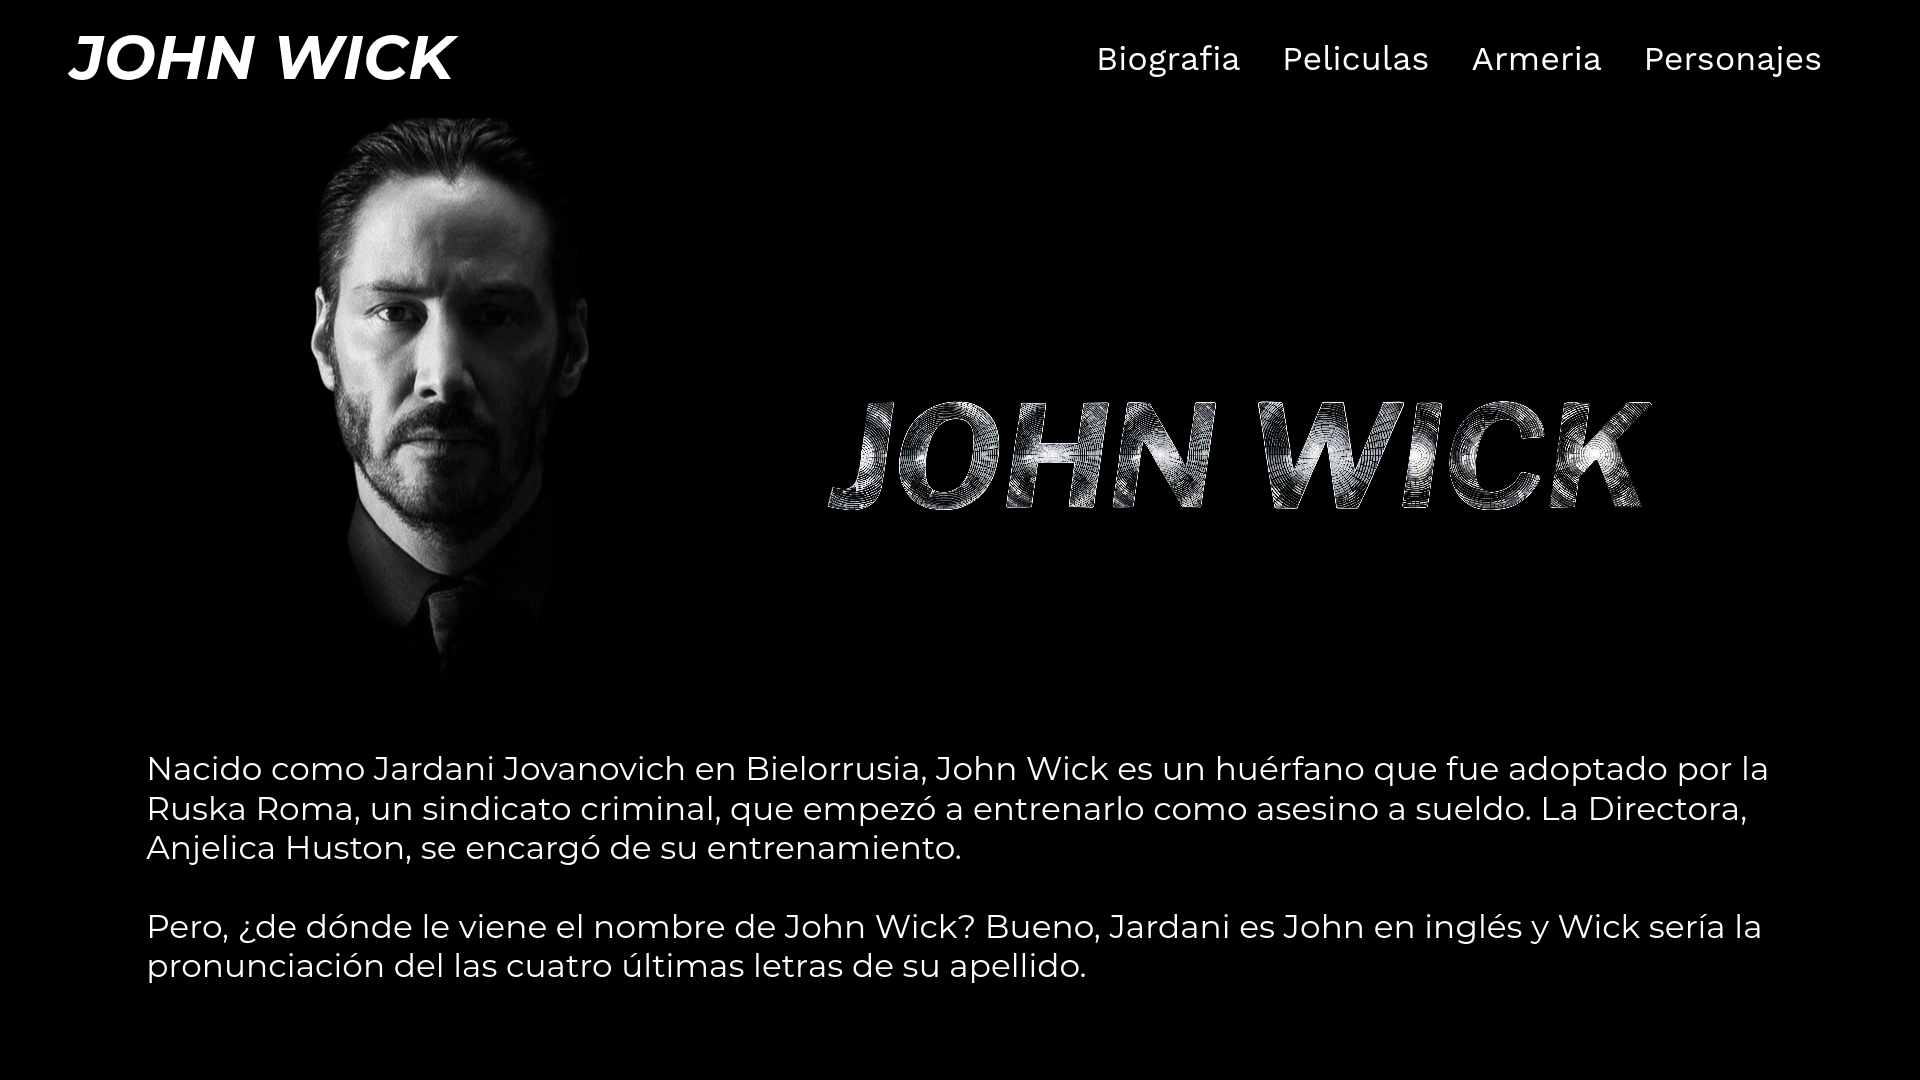 JOHN WICK
Biografia Peliculas Armeria Personajes
JOHN WICK
Nacido como Jardani Jovanovich en Bielorrusia, John Wick es un huérfano que fue adoptado por la
Ruska Roma, un sindicato criminal, que empezó a entrenarlo como asesino a sueldo. La Directora,
Anjelica Huston, se encargó de su entrenamiento.
Pero, ¿de dónde le viene el nombre de John Wick? Bueno, Jardani es John en inglés y Wick sería la
pronunciación del las cuatro últimas letras de su apellido.